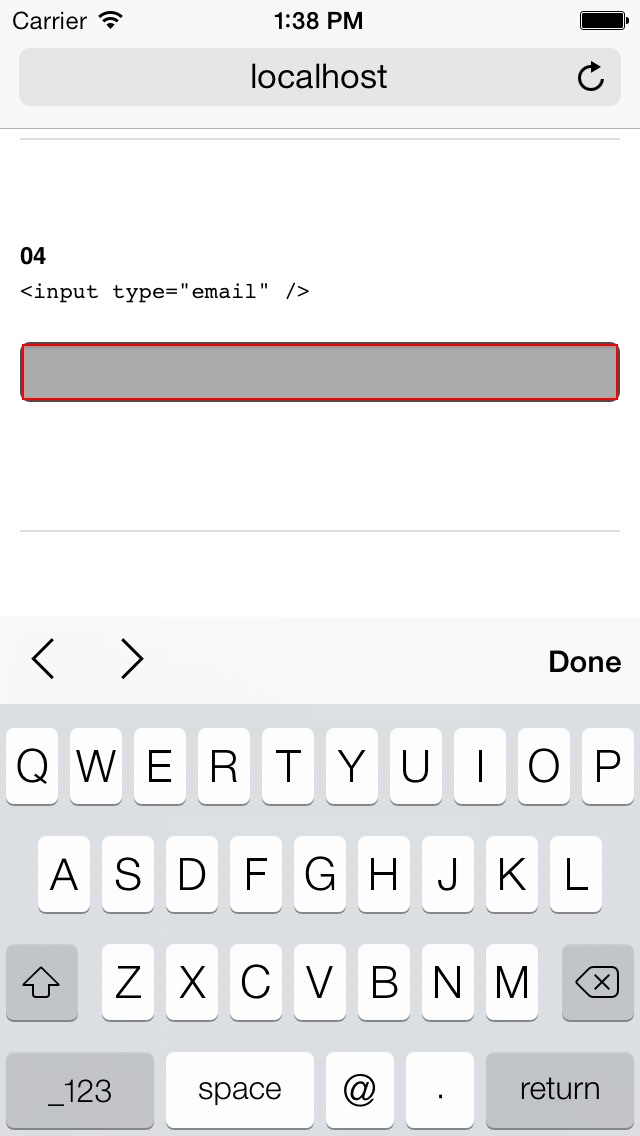 Carrier 1:38 PM
localhost
04
<input type="email" />
Done
Q W E R T Y U I O P
A S D F G H J K L
Z X C V B N M
_123 space @ . return